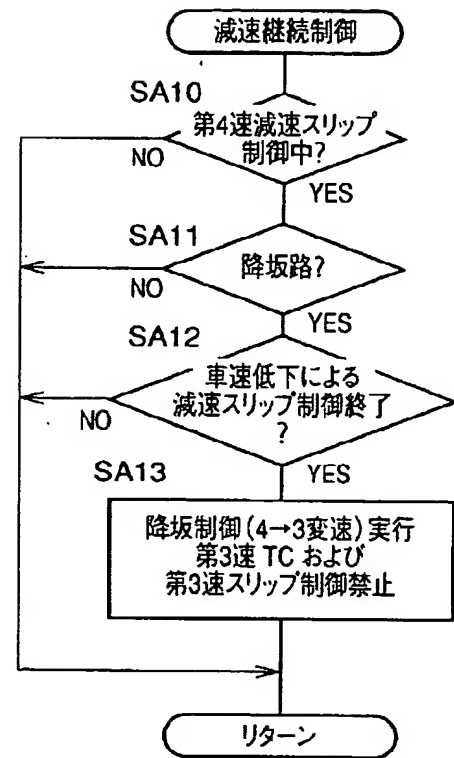 減速継続制御
SA10
第4速減速スリップ
制御中?
NO
YES
SA11
降坂路?
NO
YES
SA12
車速低下による
減速スリップ制御終了
?
NO
YES
SA13
降坂制御(4→3変速)実行
第3速 TC および
第3速スリップ制御禁止
リターン